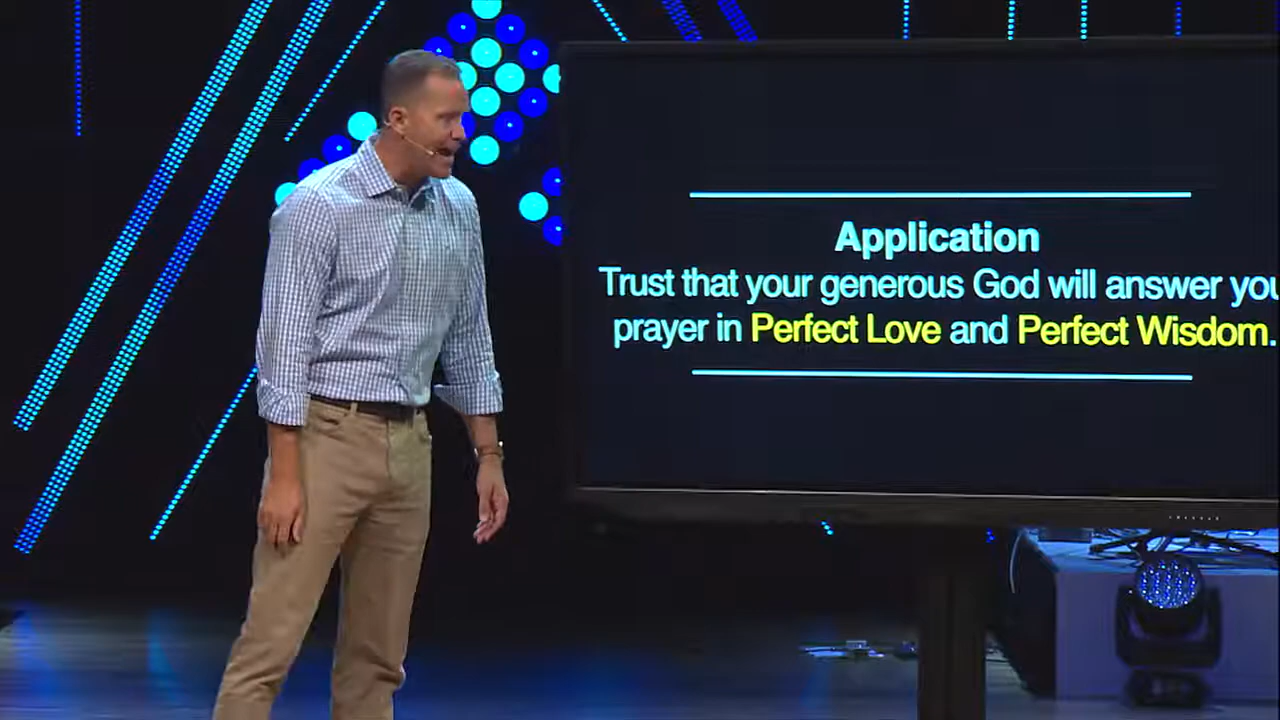 Application
Trust that your generous God will answer you
prayer in Perfect Love and Perfect Wisdom.